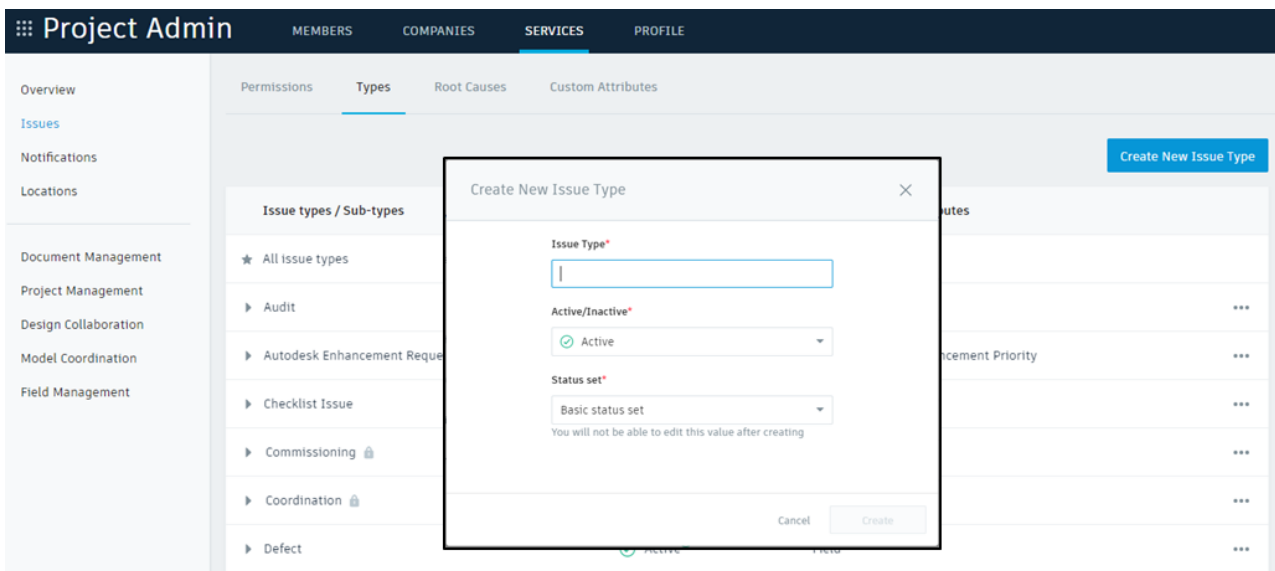 Project Admin MEMBERS COMPANIES SERVICES PROFILE
Overview
Issues
Notifications
Locations
Document Management
Project Management
Design Collaboration
Model Coordination
Field Management
Permissions Types Root Causes Custom Attributes
Create New Issue Type
Issue types / Sub-types
All issue types
Audit
Autodesk Enhancement Reque
ncement Priority
Checklist Issue
Commissioning
Coordination
Defect
Create New Issue Type
Issue Type*
Active/Inactive*
Active
Status set*
Basic status set
You will not be able to edit this value after creating
Cancel Create